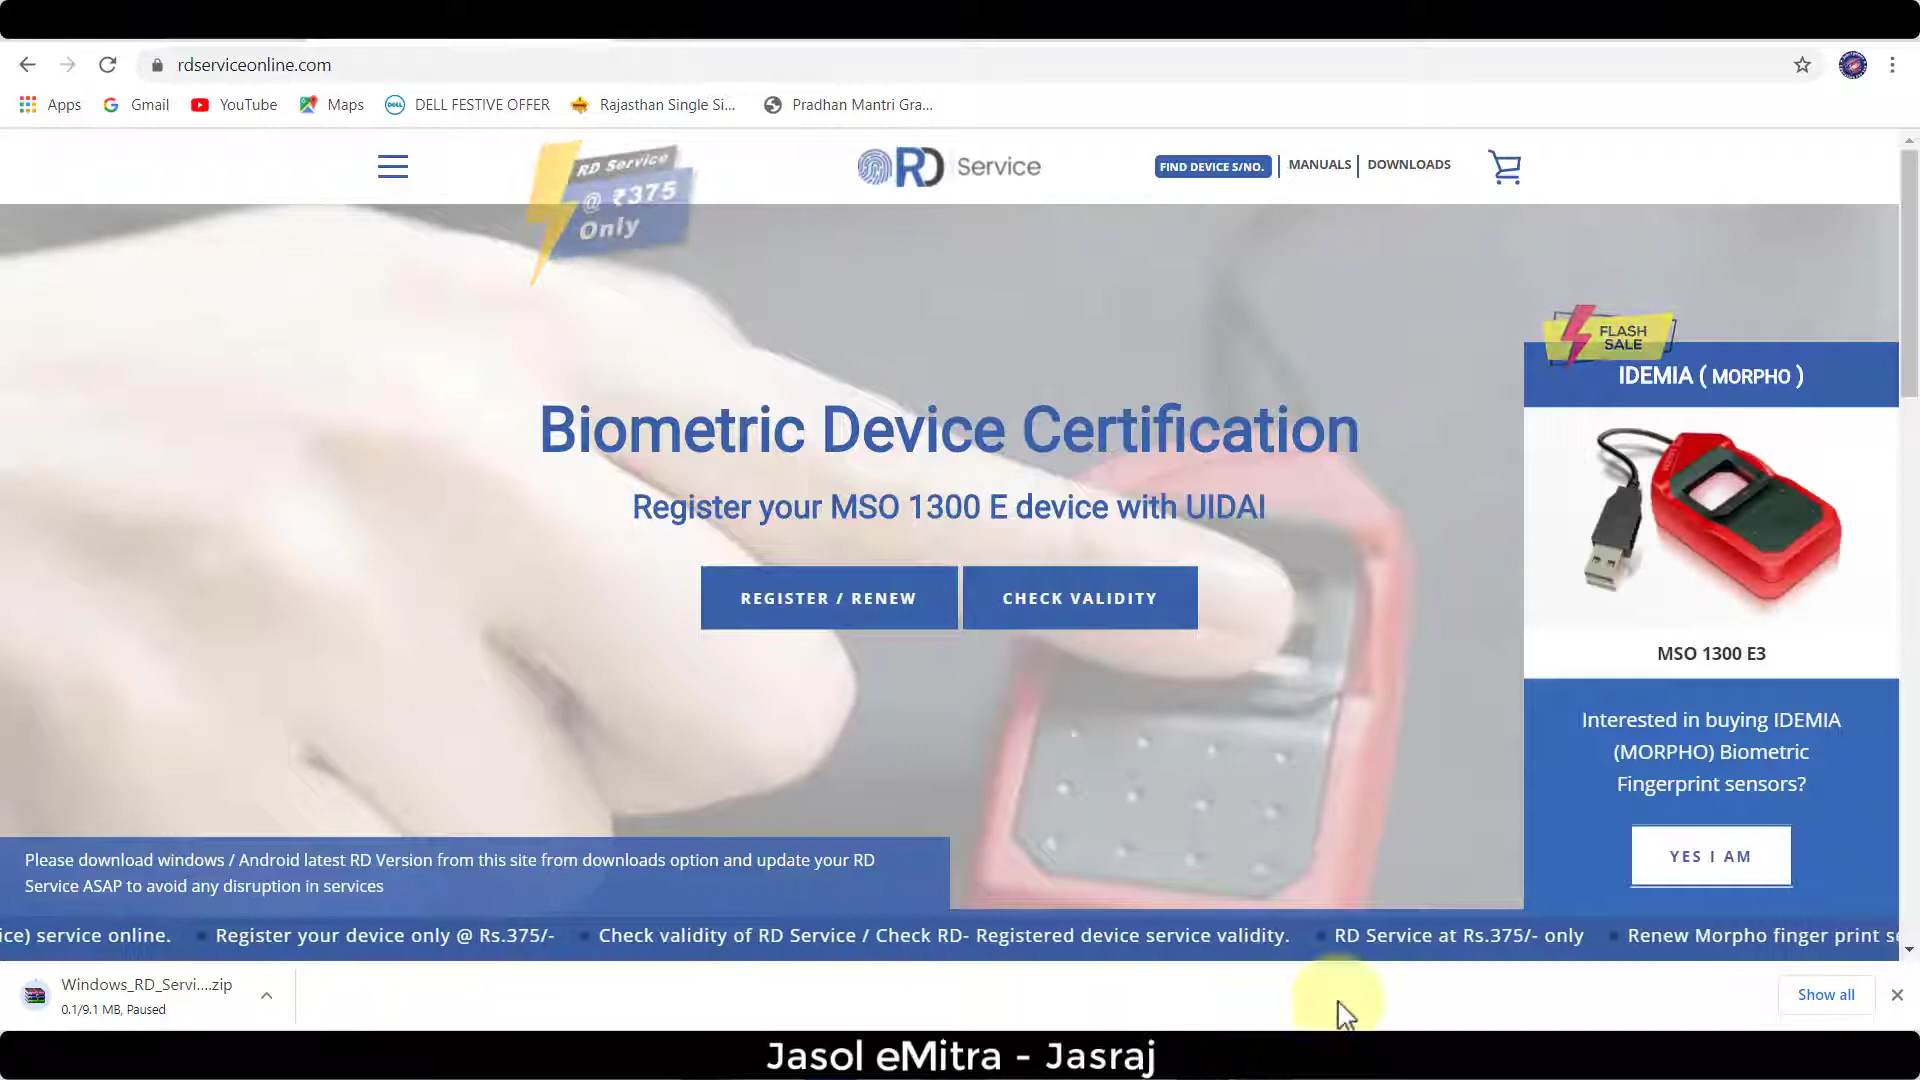 rdserviceonline.com
Apps
Gmail
YouTube
Maps
DELL FESTIVE OFFER
Rajasthan Single Si...
Pradhan Mantri Gra...
RD Service
@ ₹375
Only
RD Service
FIND DEVICE S/NO.
MANUALS
DOWNLOADS
FLASH
SALE
IDEMIA ( MORPHO )
Biometric Device Certification
Register your MSO 1300 E device with UIDAI
REGISTER / RENEW
CHECK VALIDITY
MSO 1300 E3
Interested in buying IDEMIA
(MORPHO) Biometric
Fingerprint sensors?
YES I AM
Please download windows / Android latest RD Version from this site from downloads option and update your RD
Service ASAP to avoid any disruption in services
ice) service online. Register your device only @ Rs.375/- Check validity of RD Service / Check RD- Registered device service validity. RD Service at Rs.375/- only Renew Morpho finger print se
Windows_RD_Servi....zip
0.1/9.1 MB, Paused
Show all
Jasol eMitra - Jasraj